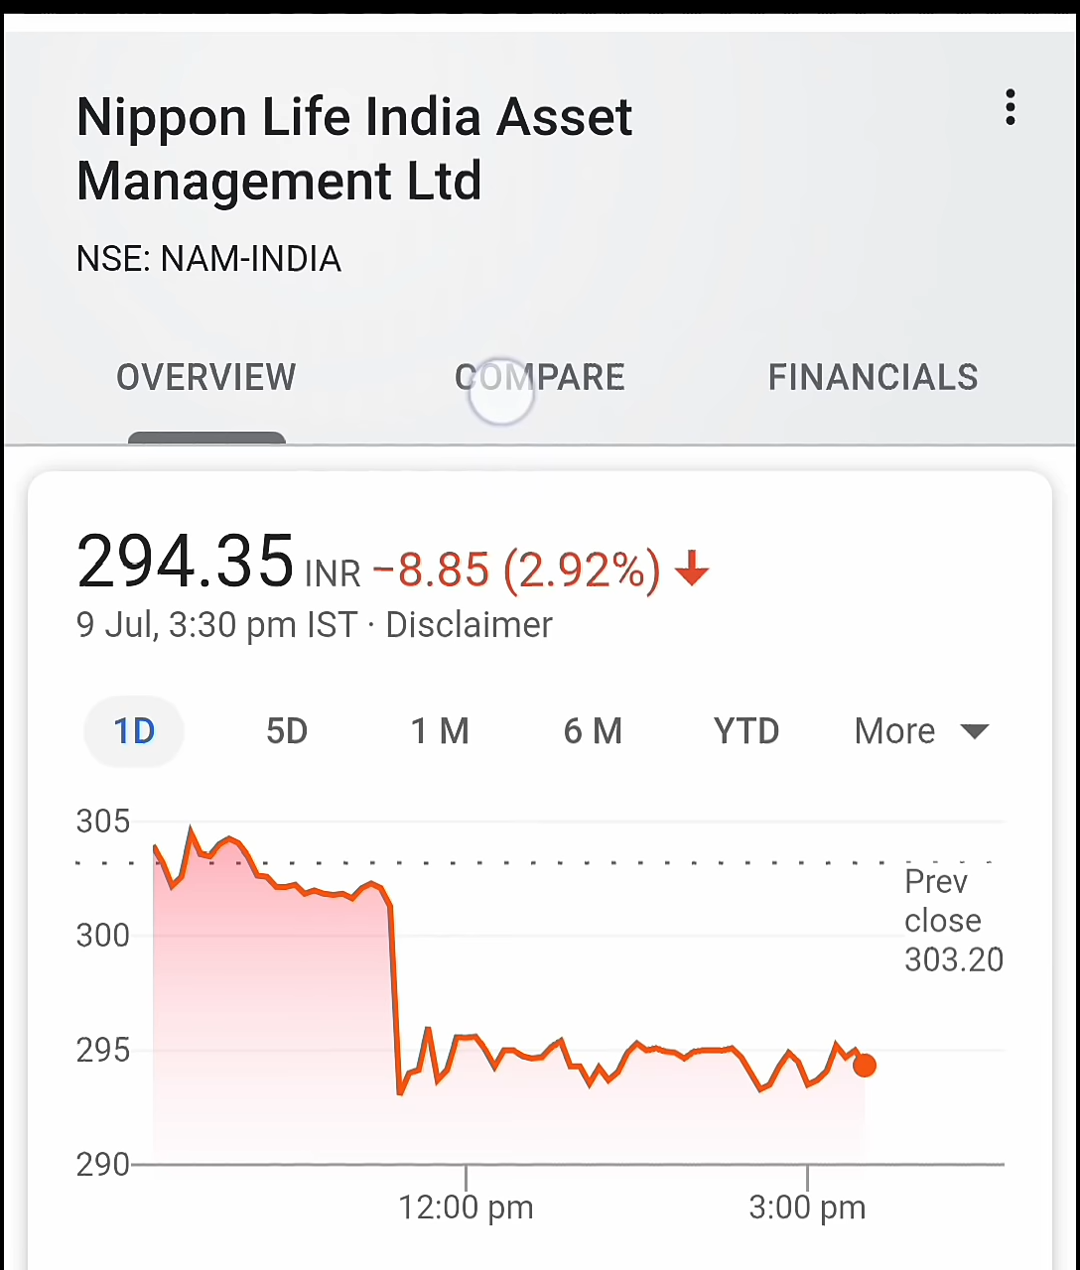 Nippon Life India Asset
Management Ltd
NSE: NAM-INDIA
OVERVIEW COMPARE FINANCIALS
294.35 INR −8.85 (2.92%)
9 Jul, 3:30 pm IST · Disclaimer
1D 5D 1 M 6 M YTD More
305
Prev
close
303.20
300
295
290
12:00 pm 3:00 pm